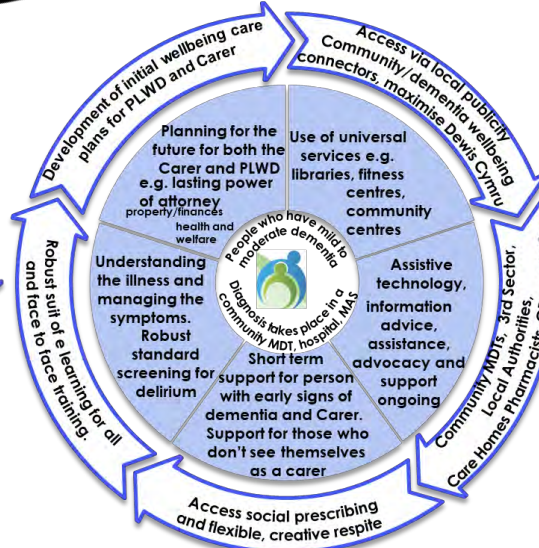 Development of initial wellbeing care
plans for PLWD and Carer
Access via local publicity
Community/dementia wellbeing
connectors, maximise Dewis Cymru
Community MDTs, 3rd Sector,
Local Authorities,
Care Homes Pharmacists
Access social prescribing
and flexible, creative respite
Robust suit of e learning for all
and face to face training.
Planning for the
future for both the
Carer and PLWD
e.g. lasting power
of attorney
property/finances
health and
welfare
Use of universal
services e.g.
libraries, fitness
centres,
community
centres
Assistive
technology,
information
advice,
assistance,
advocacy and
support
ongoing
Short term
support for person
with early signs of
dementia and Carer.
Support for those who
don't see themselves
as a carer
Understanding
the illness and
managing the
symptoms.
Robust
standard
screening for
delirium
People who have mild to
moderate dementia
Diagnosis takes place in a
community MDT, hospital, MAS